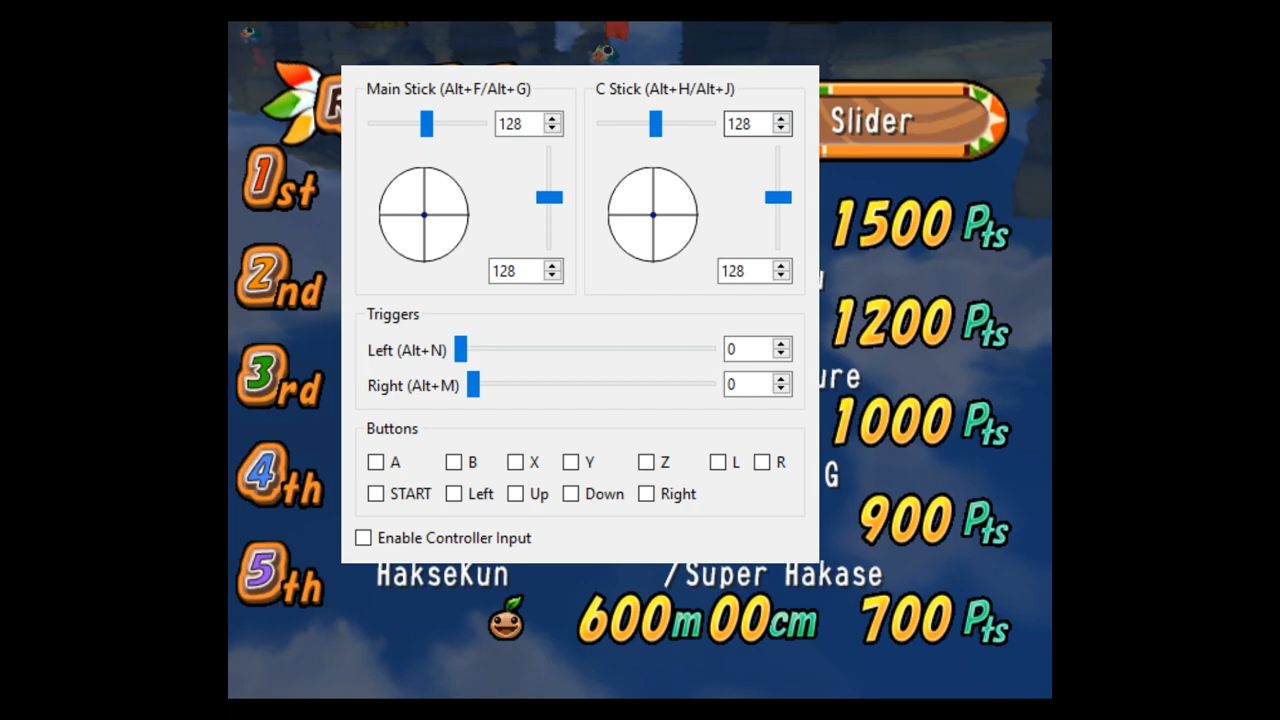 Slider
Main Stick (Alt+F/Alt+G)
128
128
C Stick (Alt+H/Alt+J)
128
128
Triggers
Left (Alt+N) 0
Right (Alt+M) 0
Buttons
A B X Y Z L R
START Left Up Down Right
Enable Controller Input
1st 1500 Pts
2nd 1200 Pts
ure
3rd 1000 Pts
G
4th 900 Pts
HakseKun /Super Hakase
5th 600m 00cm 700 Pts